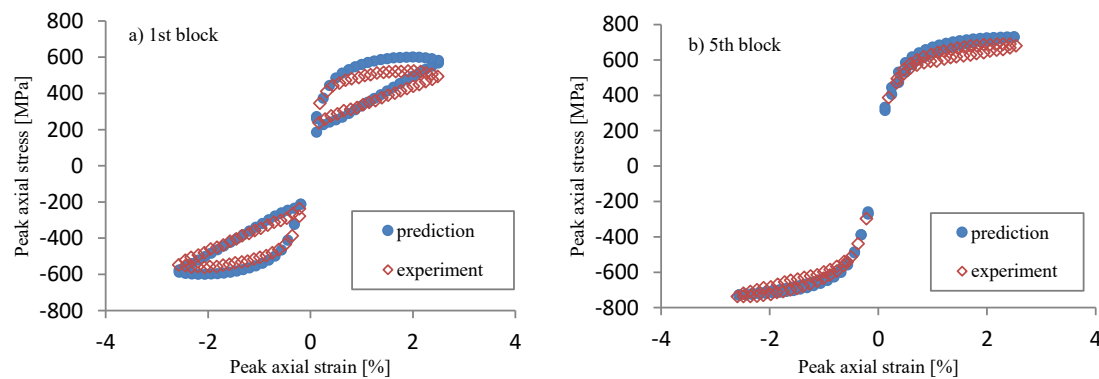 a) 1st block
Peak axial stress [MPa]
800
600
400
200
0
-200
-400
-600
-800
-4
-2
0
2
4
Peak axial strain [%]
prediction
experiment
b) 5th block
Peak axial stress [MPa]
800
600
400
200
0
-200
-400
-600
-800
-4
-2
0
2
4
Peak axial strain [%]
prediction
experiment